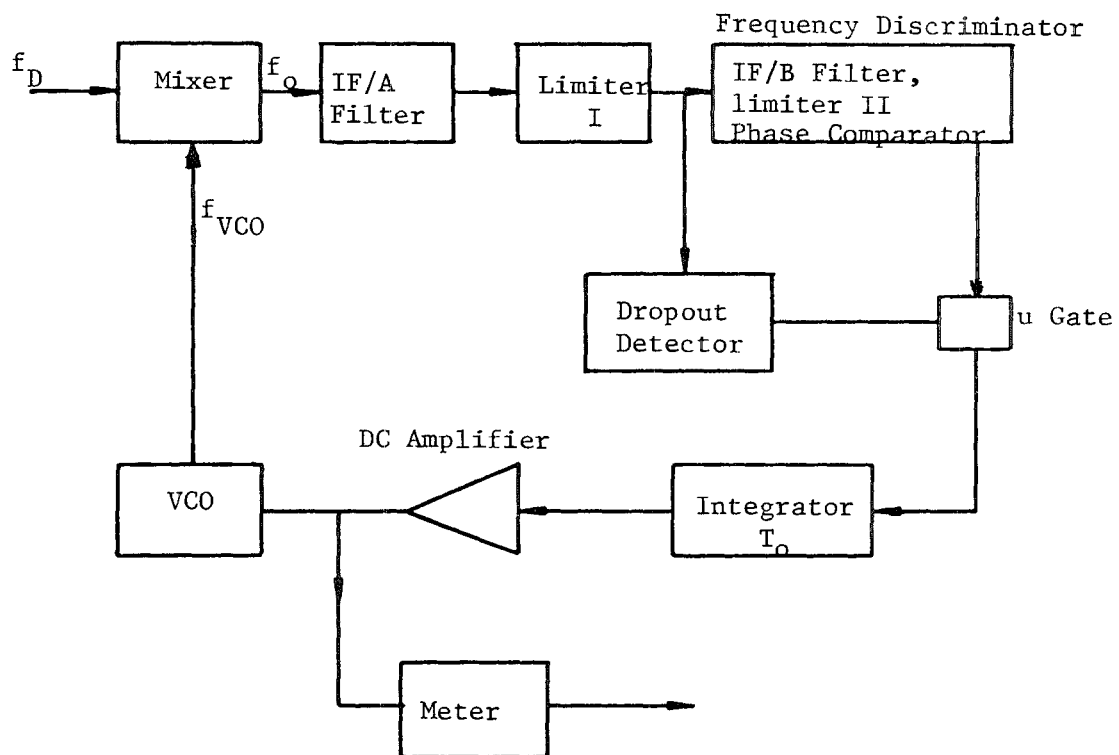 Frequency Discriminator
f_D
Mixer
f_o
IF/A
Filter
Limiter
I
IF/B Filter,
limiter II
Phase Comparator
f_VCO
Dropout
Detector
u Gate
DC Amplifier
VCO
Integrator
T_o
Meter